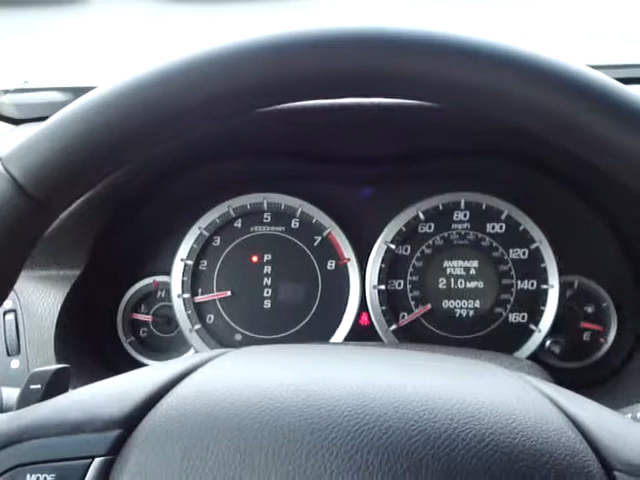 H
C
5
x1000r/min
4
6
3
7
2
8
1
0
P
R
N
D
S
80
mph
60
100
40
120
20
140
0
160
AVERAGE
FUEL A
21.0 MPG
000024
79°F
E
MODE